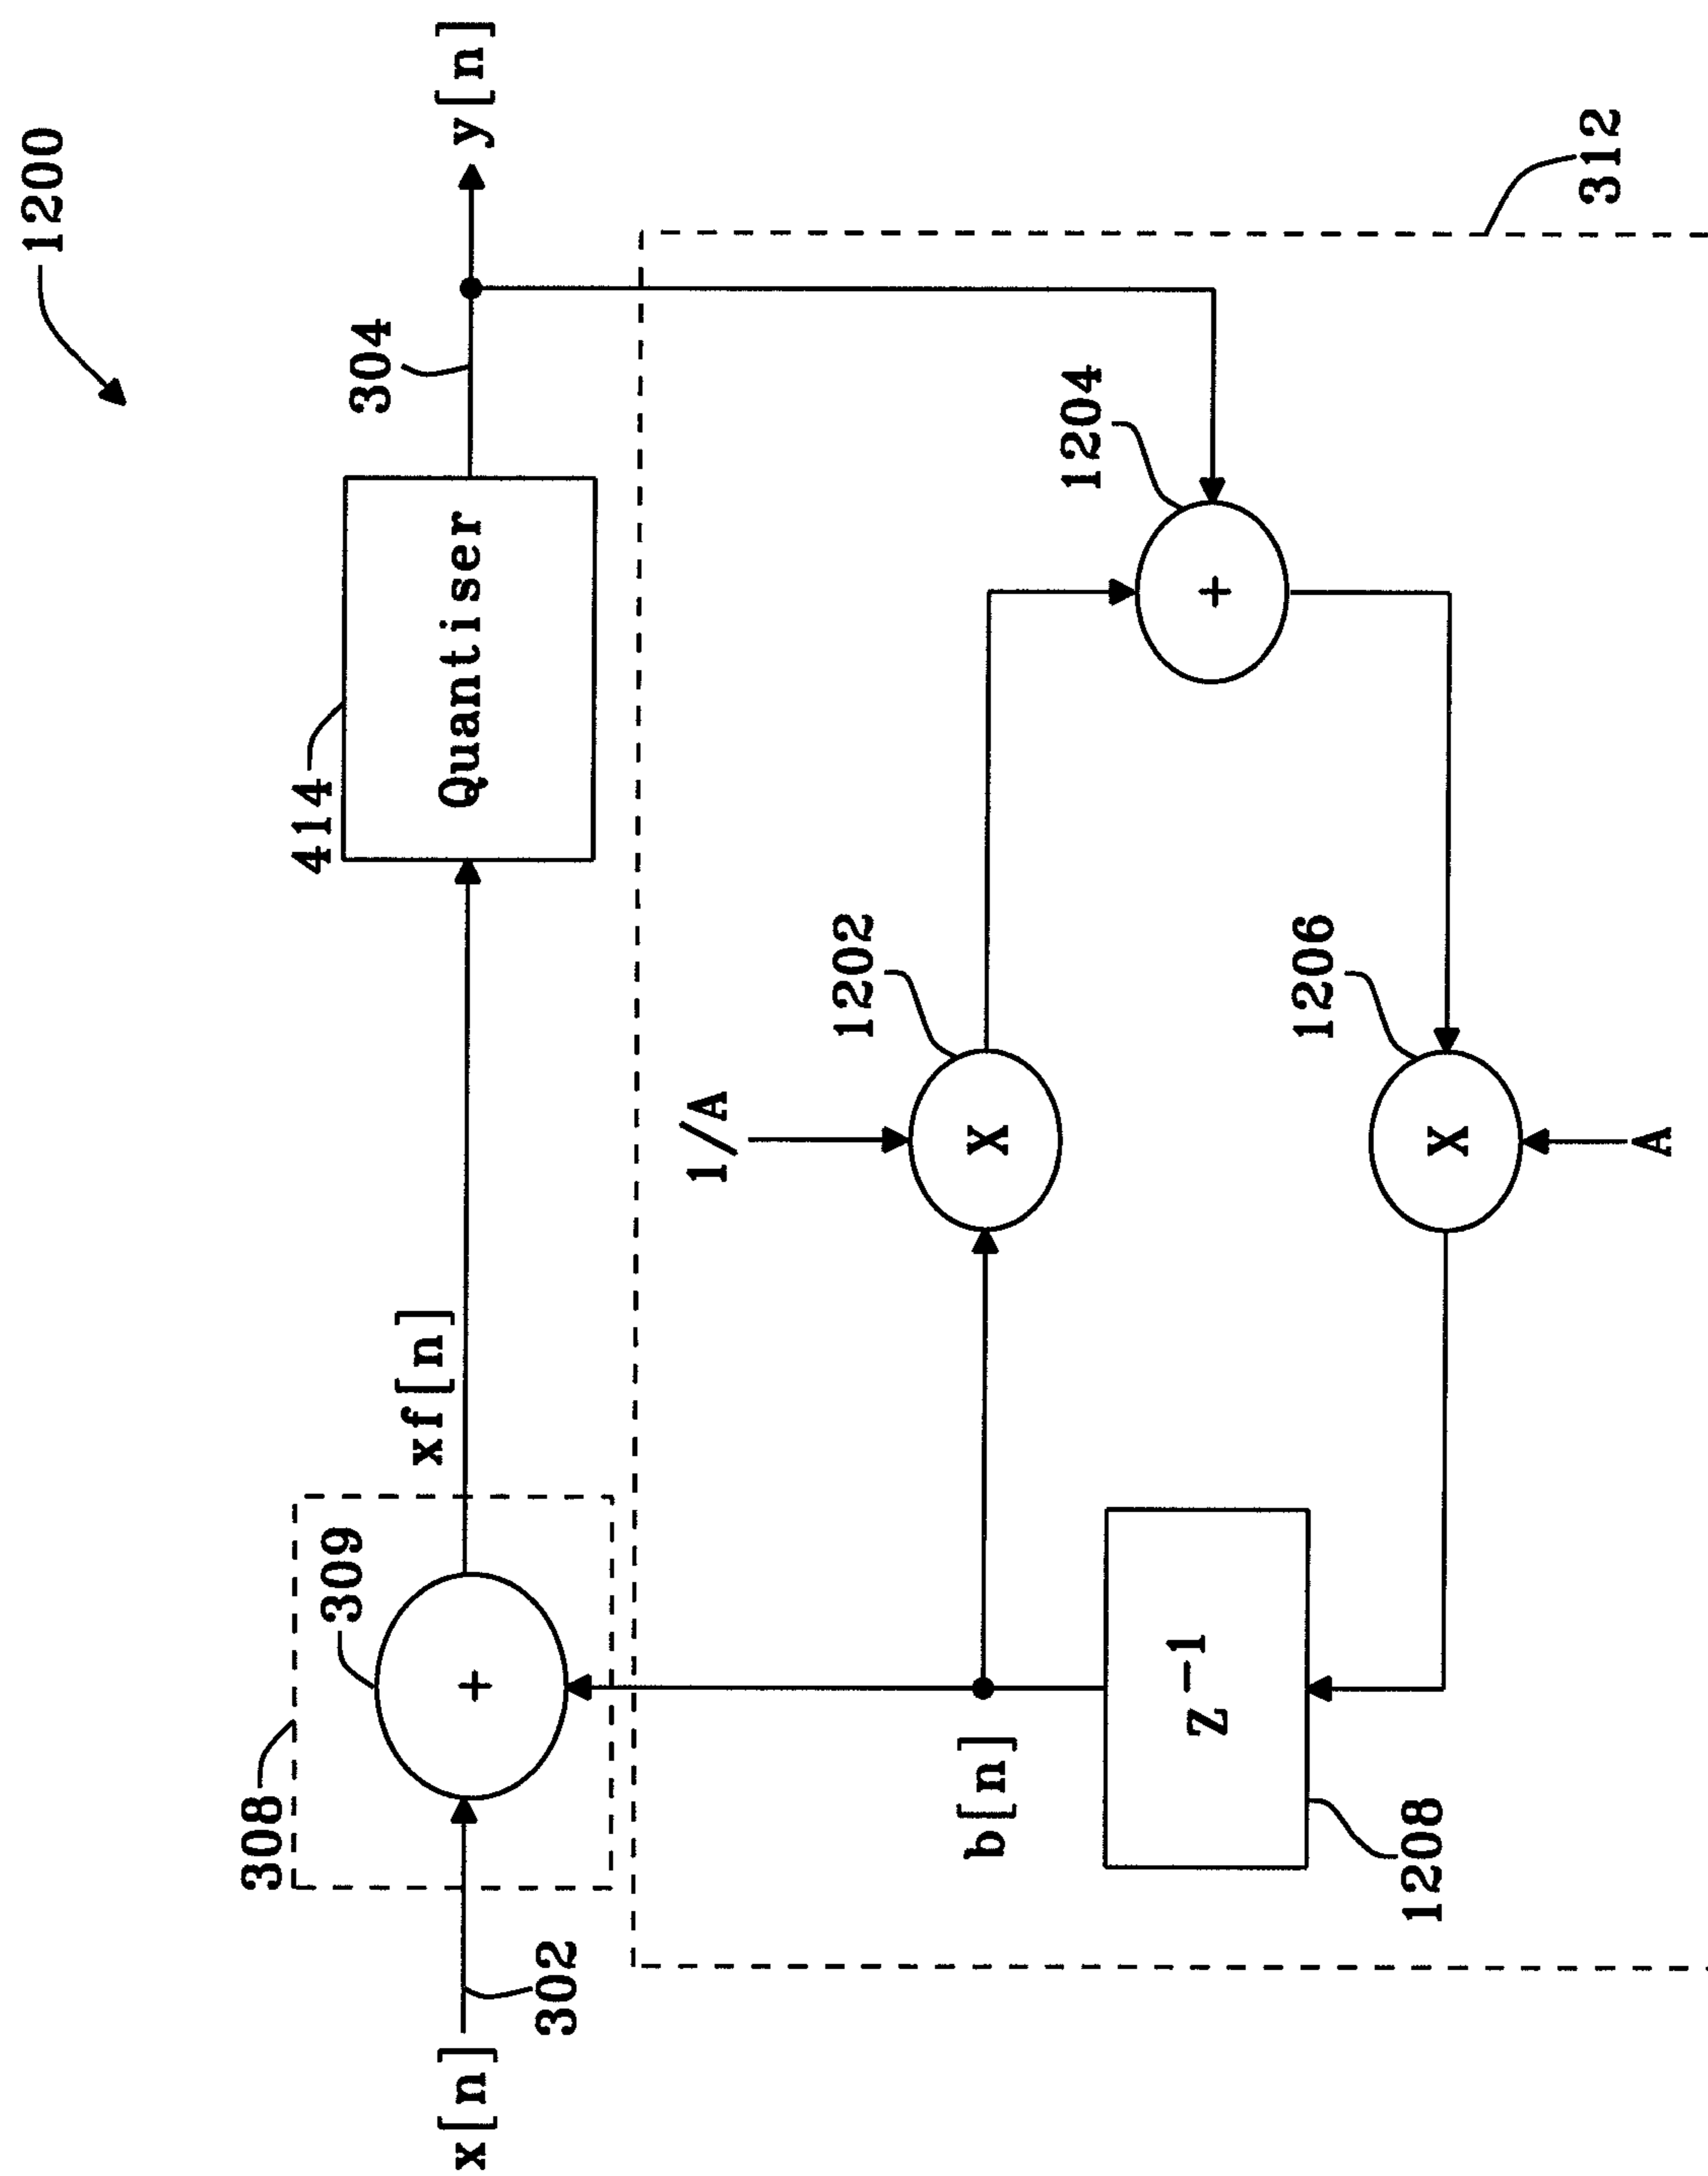 1200
304
y[n]
414
Quantiser
xf[n]
308
309
+
x[n]
302
1/A
1202
X
1204
+
312
b[n]
Z⁻¹
1208
1206
X
A